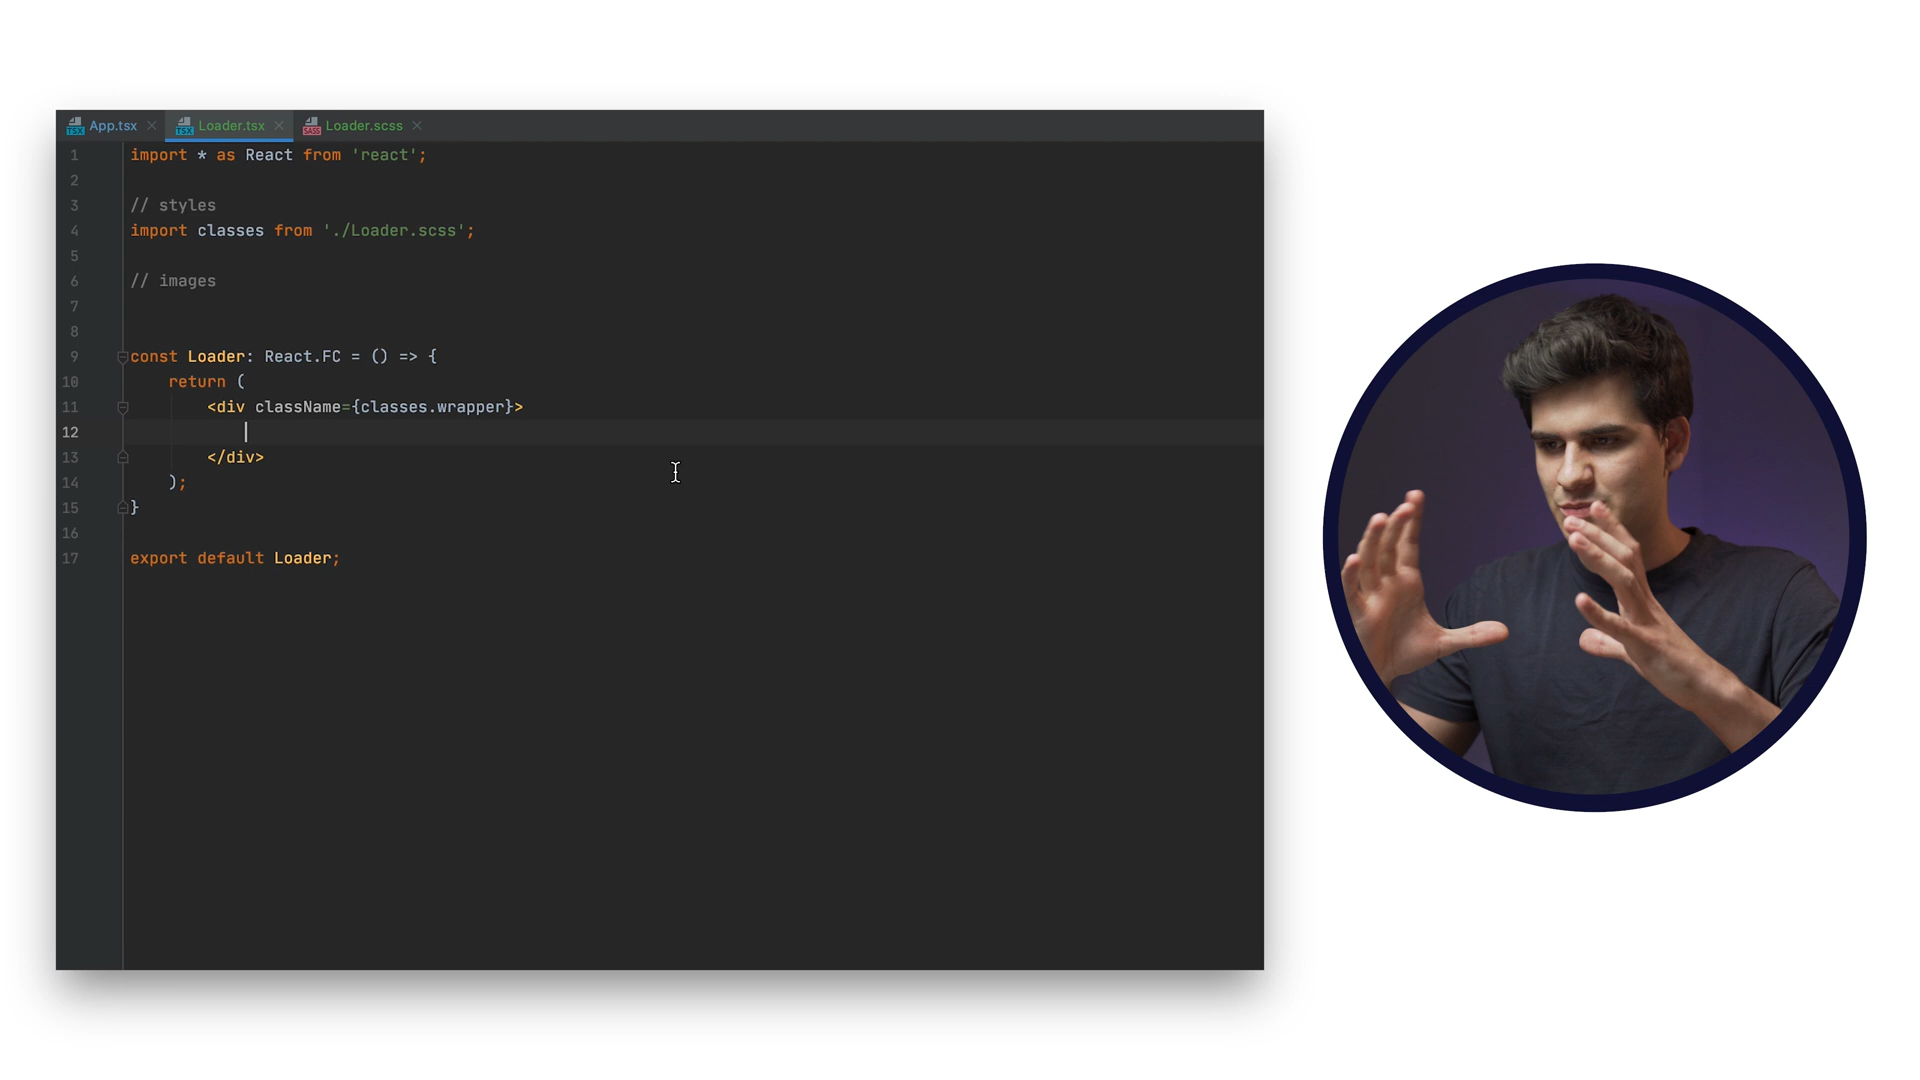 App.tsx Loader.tsx Loader.scss
1 import * as React from 'react';
2
3 // styles
4 import classes from './Loader.scss';
5
6 // images
7
8
9 const Loader: React.FC = () => {
10 return (
11 <div className={classes.wrapper}>
12
13 </div>
14 );
15 }
16
17 export default Loader;